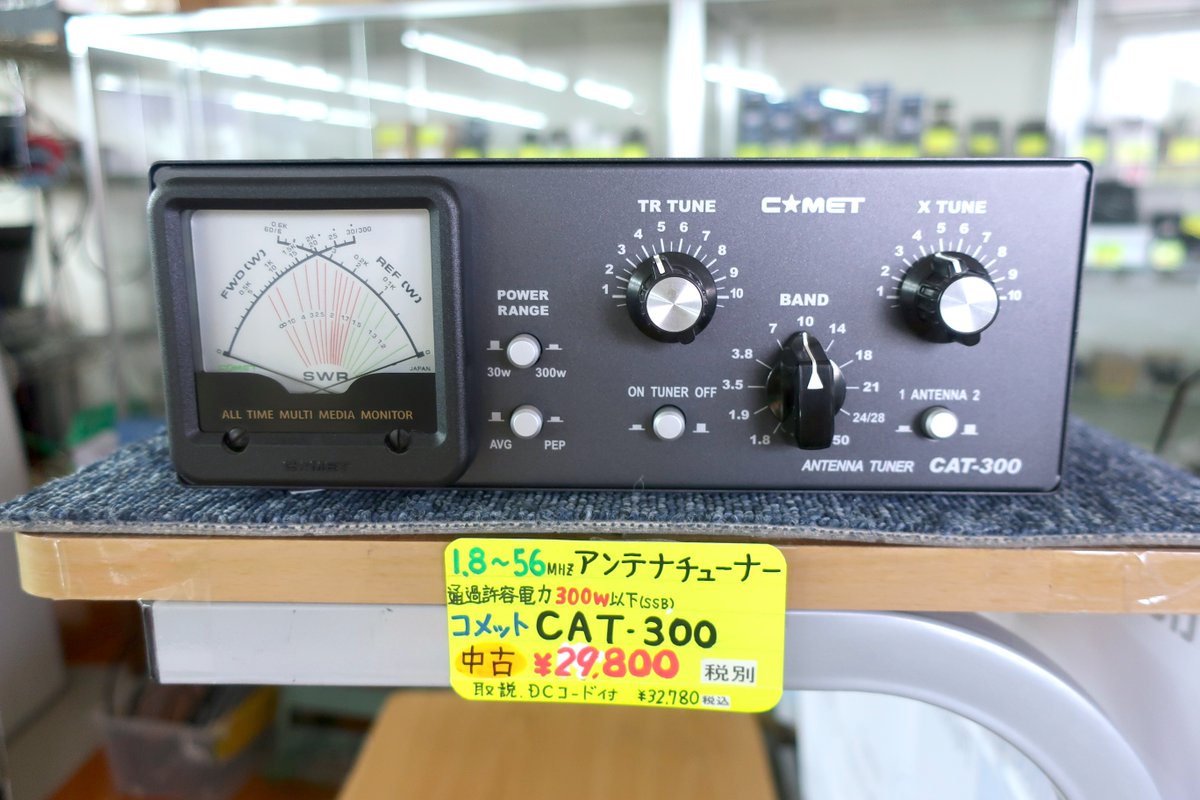 FWD (W)
REF (W)
SWR
COMET
JAPAN
ALL TIME MULTI MEDIA MONITOR
COMET
POWER
RANGE
30w 300w
AVG PEP
TR TUNE
1 2 3 4 5 6 7 8 9 10
ON TUNER OFF
C★MET
BAND
1.8 1.9 3.5 3.8 7 10 14 18 21 24/28 50
X TUNE
1 2 3 4 5 6 7 8 9 10
1 ANTENNA 2
ANTENNA TUNER CAT-300
1.8~56MHZ アンテナチューナー
通過許容電力 300W以下(SSB)
コメット CAT-300
中古 ¥29,800 税別
取説.DCコード付 ¥32.780税込